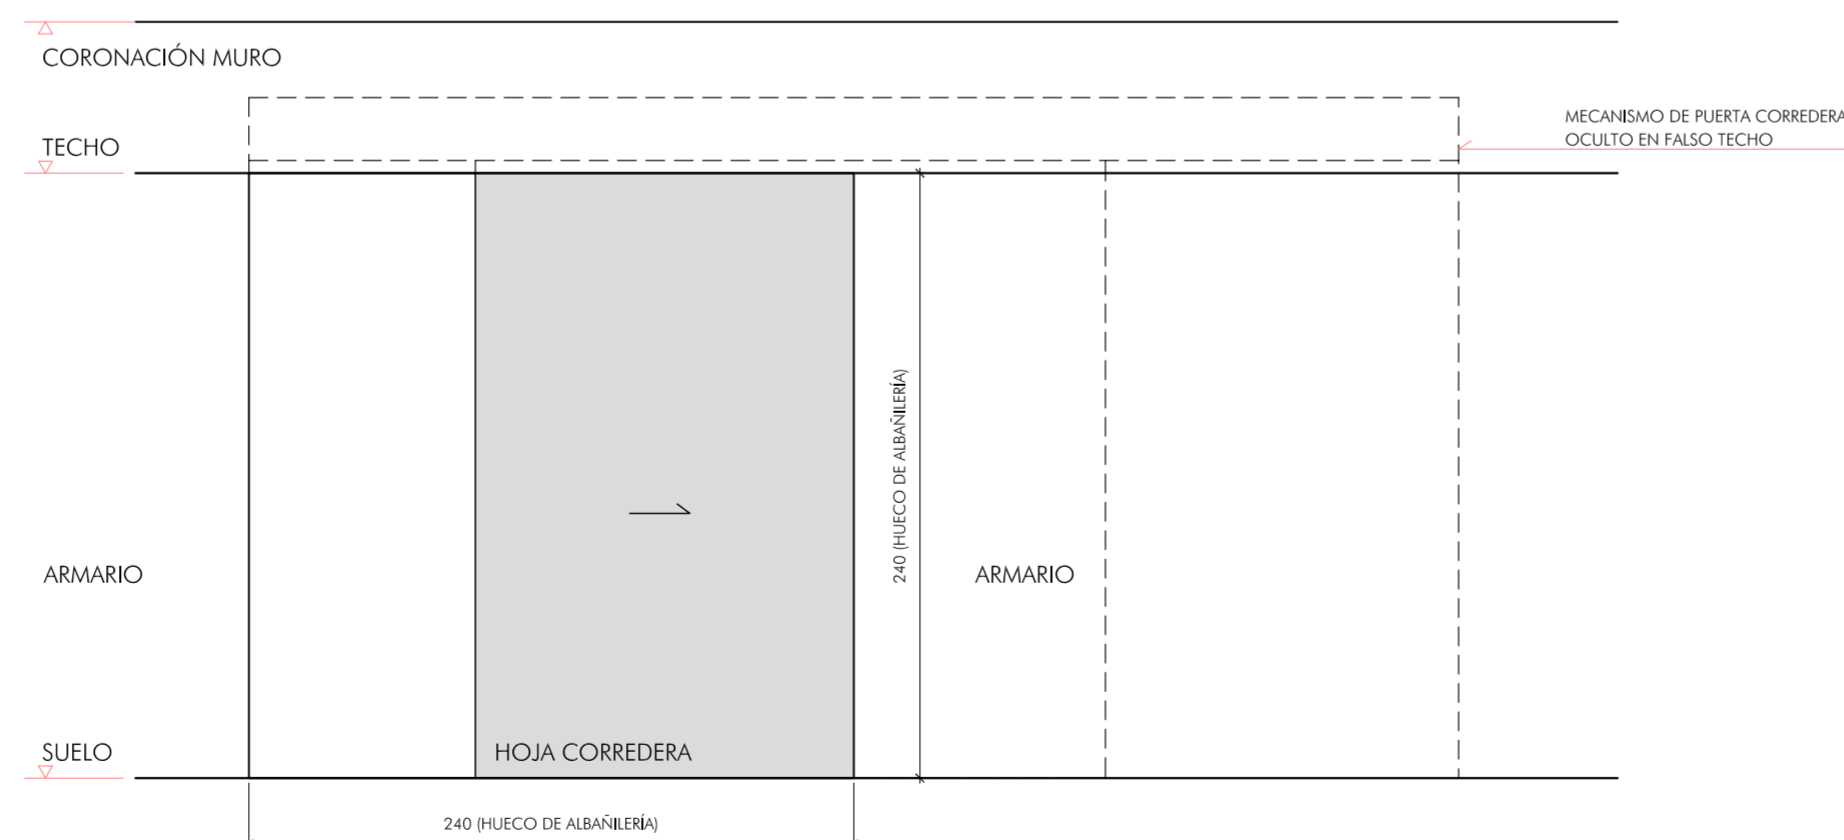 CORONACIÓN MURO
MECANISMO DE PUERTA CORREDERA
OCULTO EN FALSO TECHO
TECHO
240 (HUECO DE ALBAÑILERÍA)
ARMARIO
ARMARIO
SUELO
HOJA CORREDERA
240 (HUECO DE ALBAÑILERÍA)